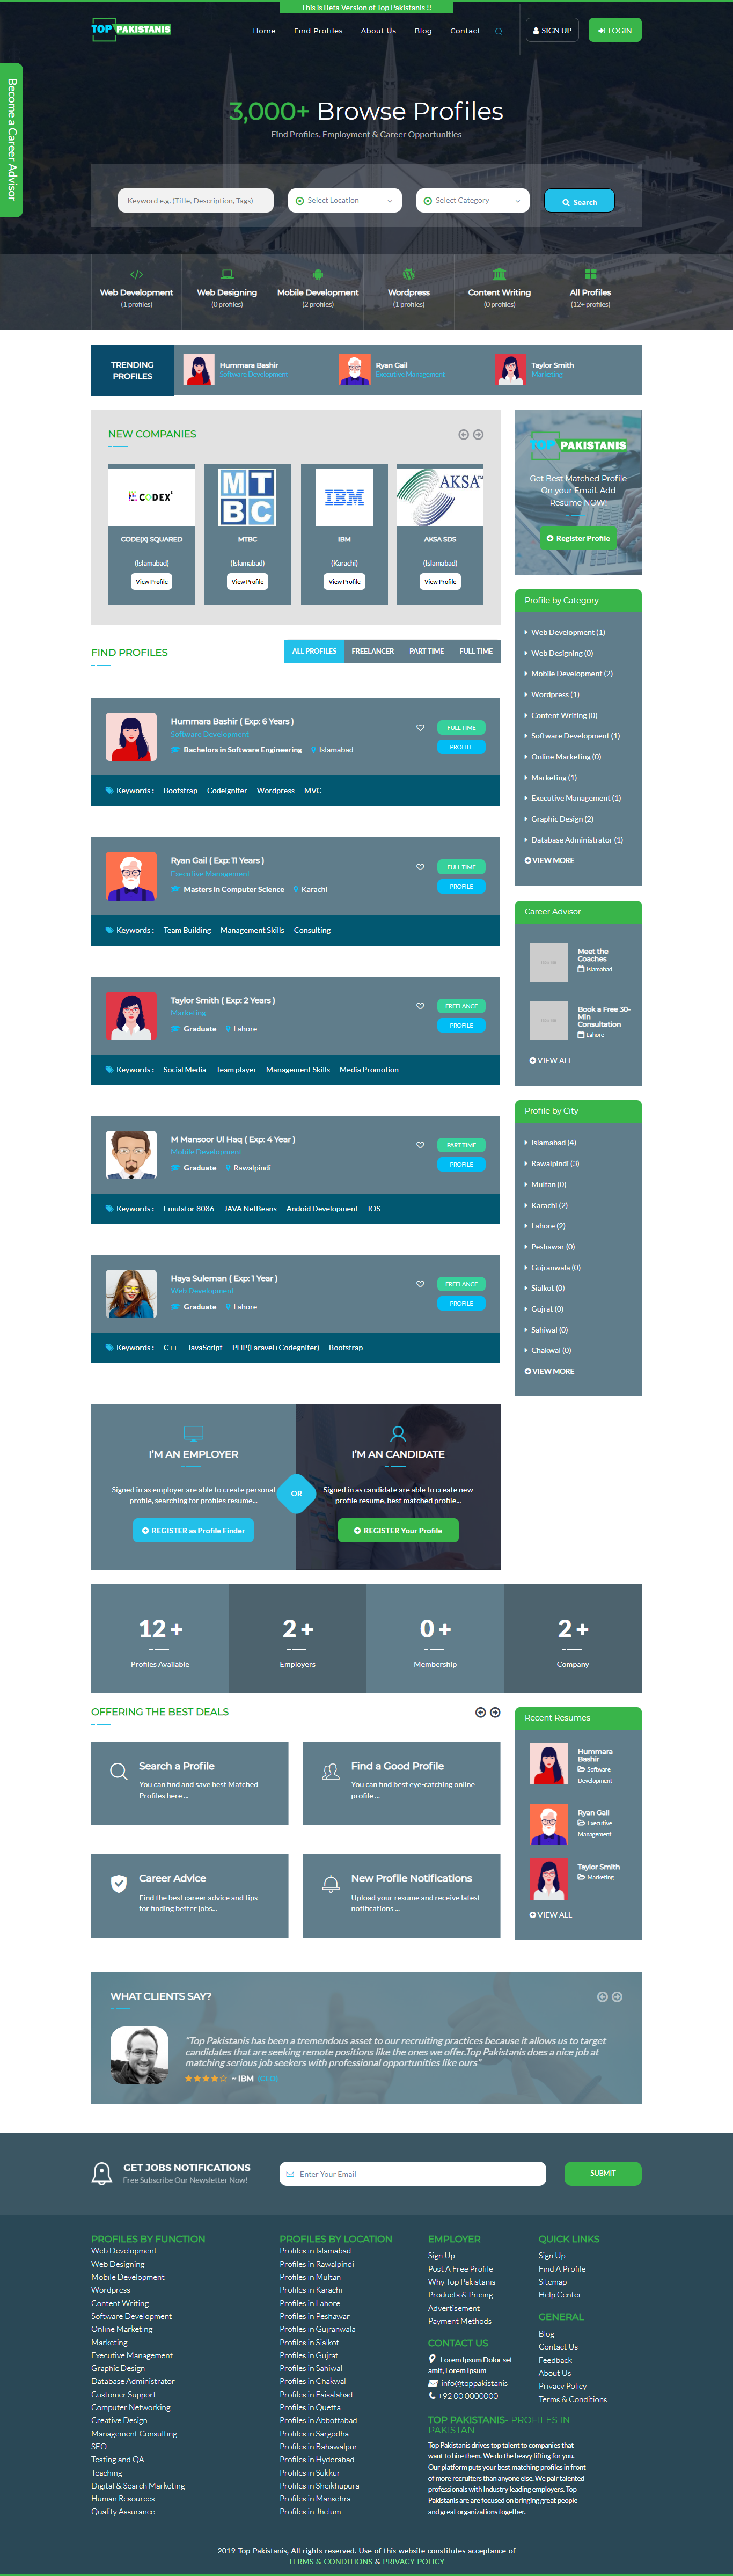 This is Beta Version of Top Pakistanis !!
TOP PAKISTANIS
Home Find Profiles About Us Blog Contact
SIGN UP
LOGIN
Become a Career Advisor
3,000+ Browse Profiles
Find Profiles, Employment & Career Opportunities
Keyword e.g. (Title, Description, Tags)
Select Location
Select Category
Search
Web Development
(1 profiles)
Web Designing
(0 profiles)
Mobile Development
(2 profiles)
Wordpress
(1 profiles)
Content Writing
(0 profiles)
All Profiles
(12+ profiles)
TRENDING
PROFILES
Hummara Bashir
Software Development
Ryan Gail
Executive Management
Taylor Smith
Marketing
NEW COMPANIES
CODEX²
CODE(X) SQUARED
(Islamabad)
View Profile
MT
BC
MTBC
(Islamabad)
View Profile
IBM
IBM
(Karachi)
View Profile
AKSA
AKSA SDS
(Islamabad)
View Profile
TOP PAKISTANIS
Get Best Matched Profile
On your Email. Add
Resume NOW!
Register Profile
FIND PROFILES
ALL PROFILES FREELANCER PART TIME FULL TIME
Hummara Bashir ( Exp: 6 Years )
Software Development
Bachelors in Software Engineering Islamabad
FULL TIME
PROFILE
Keywords : Bootstrap Codeigniter Wordpress MVC
Ryan Gail ( Exp: 11 Years )
Executive Management
Masters in Computer Science Karachi
FULL TIME
PROFILE
Keywords : Team Building Management Skills Consulting
Taylor Smith ( Exp: 2 Years )
Marketing
Graduate Lahore
FREELANCE
PROFILE
Keywords : Social Media Team player Management Skills Media Promotion
M Mansoor Ul Haq ( Exp: 4 Year )
Mobile Development
Graduate Rawalpindi
PART TIME
PROFILE
Keywords : Emulator 8086 JAVA NetBeans Andoid Development IOS
Haya Suleman ( Exp: 1 Year )
Web Development
Graduate Lahore
FREELANCE
PROFILE
Keywords : C++ JavaScript PHP(Laravel+Codegniter) Bootstrap
Profile by Category
Web Development (1)
Web Designing (0)
Mobile Development (2)
Wordpress (1)
Content Writing (0)
Software Development (1)
Online Marketing (0)
Marketing (1)
Executive Management (1)
Graphic Design (2)
Database Administrator (1)
VIEW MORE
Career Advisor
Meet the
Coaches
Islamabad
Book a Free 30-
Min
Consultation
Lahore
VIEW ALL
Profile by City
Islamabad (4)
Rawalpindi (3)
Multan (0)
Karachi (2)
Lahore (2)
Peshawar (0)
Gujranwala (0)
Sialkot (0)
Gujrat (0)
Sahiwal (0)
Chakwal (0)
VIEW MORE
I'M AN EMPLOYER
Signed in as employer are able to create personal
profile, searching for profiles resume...
REGISTER as Profile Finder
OR
I'M AN CANDIDATE
Signed in as candidate are able to create new
profile resume, best matched profile...
REGISTER Your Profile
12 +
Profiles Available
2 +
Employers
0 +
Membership
2 +
Company
OFFERING THE BEST DEALS
Search a Profile
You can find and save best Matched
Profiles here ...
Find a Good Profile
You can find best eye-catching online
profile ...
Career Advice
Find the best career advice and tips
for finding better jobs...
New Profile Notifications
Upload your resume and receive latest
notifications ...
Recent Resumes
Hummara
Bashir
Software
Development
Ryan Gail
Executive
Management
Taylor Smith
Marketing
VIEW ALL
WHAT CLIENTS SAY?
"Top Pakistanis has been a tremendous asset to our recruiting practices because it allows us to target
candidates that are seeking remote positions like the ones we offer.Top Pakistanis does a nice job at
matching serious job seekers with professional opportunities like ours"
~ IBM (CEO)
GET JOBS NOTIFICATIONS
Free Subscribe Our Newsletter Now!
Enter Your Email
SUBMIT
PROFILES BY FUNCTION
Web Development
Web Designing
Mobile Development
Wordpress
Content Writing
Software Development
Online Marketing
Marketing
Executive Management
Graphic Design
Database Administrator
Customer Support
Computer Networking
Creative Design
Management Consulting
SEO
Testing and QA
Teaching
Digital & Search Marketing
Human Resources
Quality Assurance
PROFILES BY LOCATION
Profiles in Islamabad
Profiles in Rawalpindi
Profiles in Multan
Profiles in Karachi
Profiles in Lahore
Profiles in Peshawar
Profiles in Gujranwala
Profiles in Sialkot
Profiles in Gujrat
Profiles in Sahiwal
Profiles in Chakwal
Profiles in Faisalabad
Profiles in Quetta
Profiles in Abbottabad
Profiles in Sargodha
Profiles in Bahawalpur
Profiles in Hyderabad
Profiles in Sukkur
Profiles in Sheikhupura
Profiles in Mansehra
Profiles in Jhelum
EMPLOYER
Sign Up
Post A Free Profile
Why Top Pakistanis
Products & Pricing
Advertisement
Payment Methods
CONTACT US
Lorem Ipsum Dolor set
amit, Lorem Ipsum
info@toppakistanis
+92 00 0000000
QUICK LINKS
Sign Up
Find A Profile
Sitemap
Help Center
GENERAL
Blog
Contact Us
Feedback
About Us
Privacy Policy
Terms & Conditions
TOP PAKISTANIS- PROFILES IN
PAKISTAN
Top Pakistanis drives top talent to companies that
want to hire them. We do the heavy lifting for you.
Our platform puts your best matching profiles in front
of more recruiters than anyone else. We pair talented
professionals with Industry leading employers. Top
Pakistanis are are focused on bringing great people
and great organizations together.
2019 Top Pakistanis, All rights reserved. Use of this website constitutes acceptance of
TERMS & CONDITIONS & PRIVACY POLICY